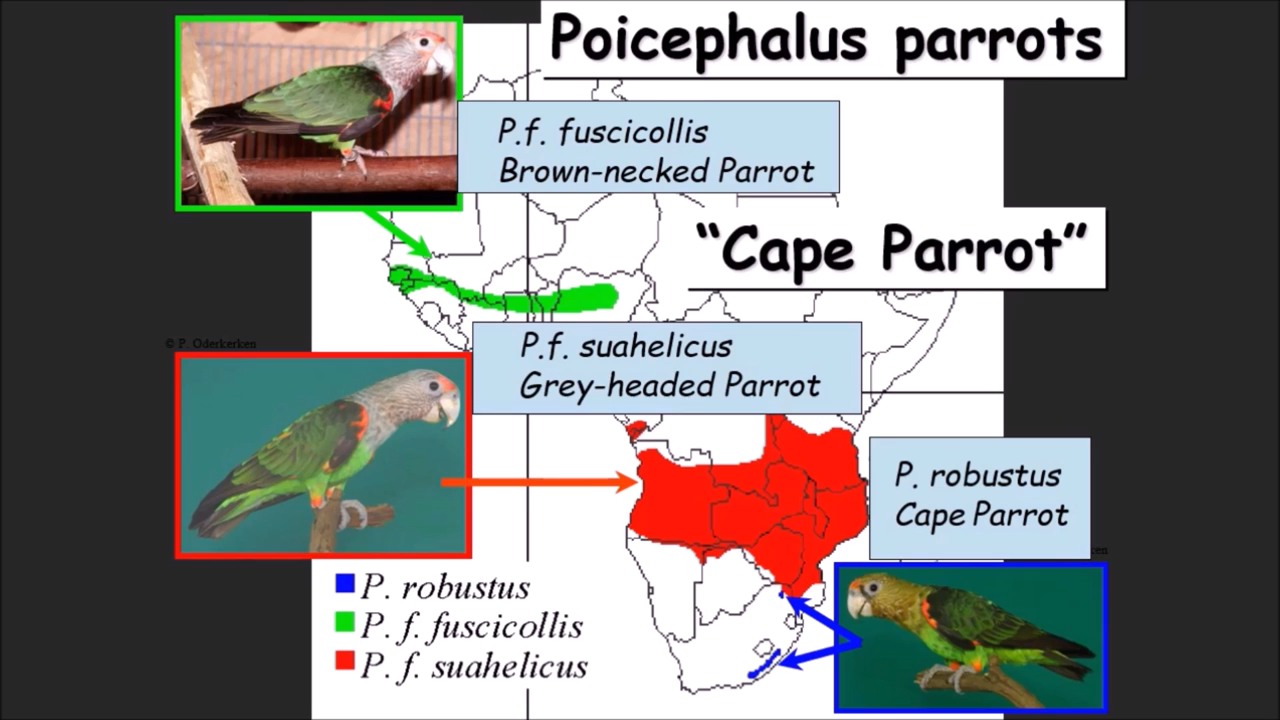 Poicephalus parrots
P.f. fuscicollis
Brown-necked Parrot
“Cape Parrot”
© P. Oderkerken
P.f. suahelicus
Grey-headed Parrot
P. robustus
Cape Parrot
P. robustus
P. f. fuscicollis
P. f. suahelicus